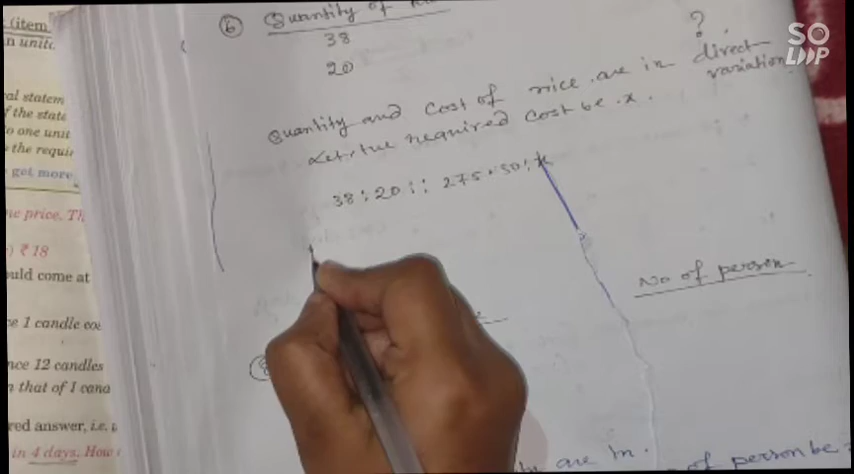 item
n unit
al statem
f the state
o one unit
the requir
get more
e price. Th
) ₹ 18
ould come at
e 1 candle co
nce 12 candles
n that of 1 cand
red answer, i.e.
in 4 days. How
SO
LOOP
6 Quantity of
38 ?
20
Quantity and cost of rice are in direct
variation
Let the required cost be x.
38 : 20 : : 275.50 : x
No of person
are in
of person be